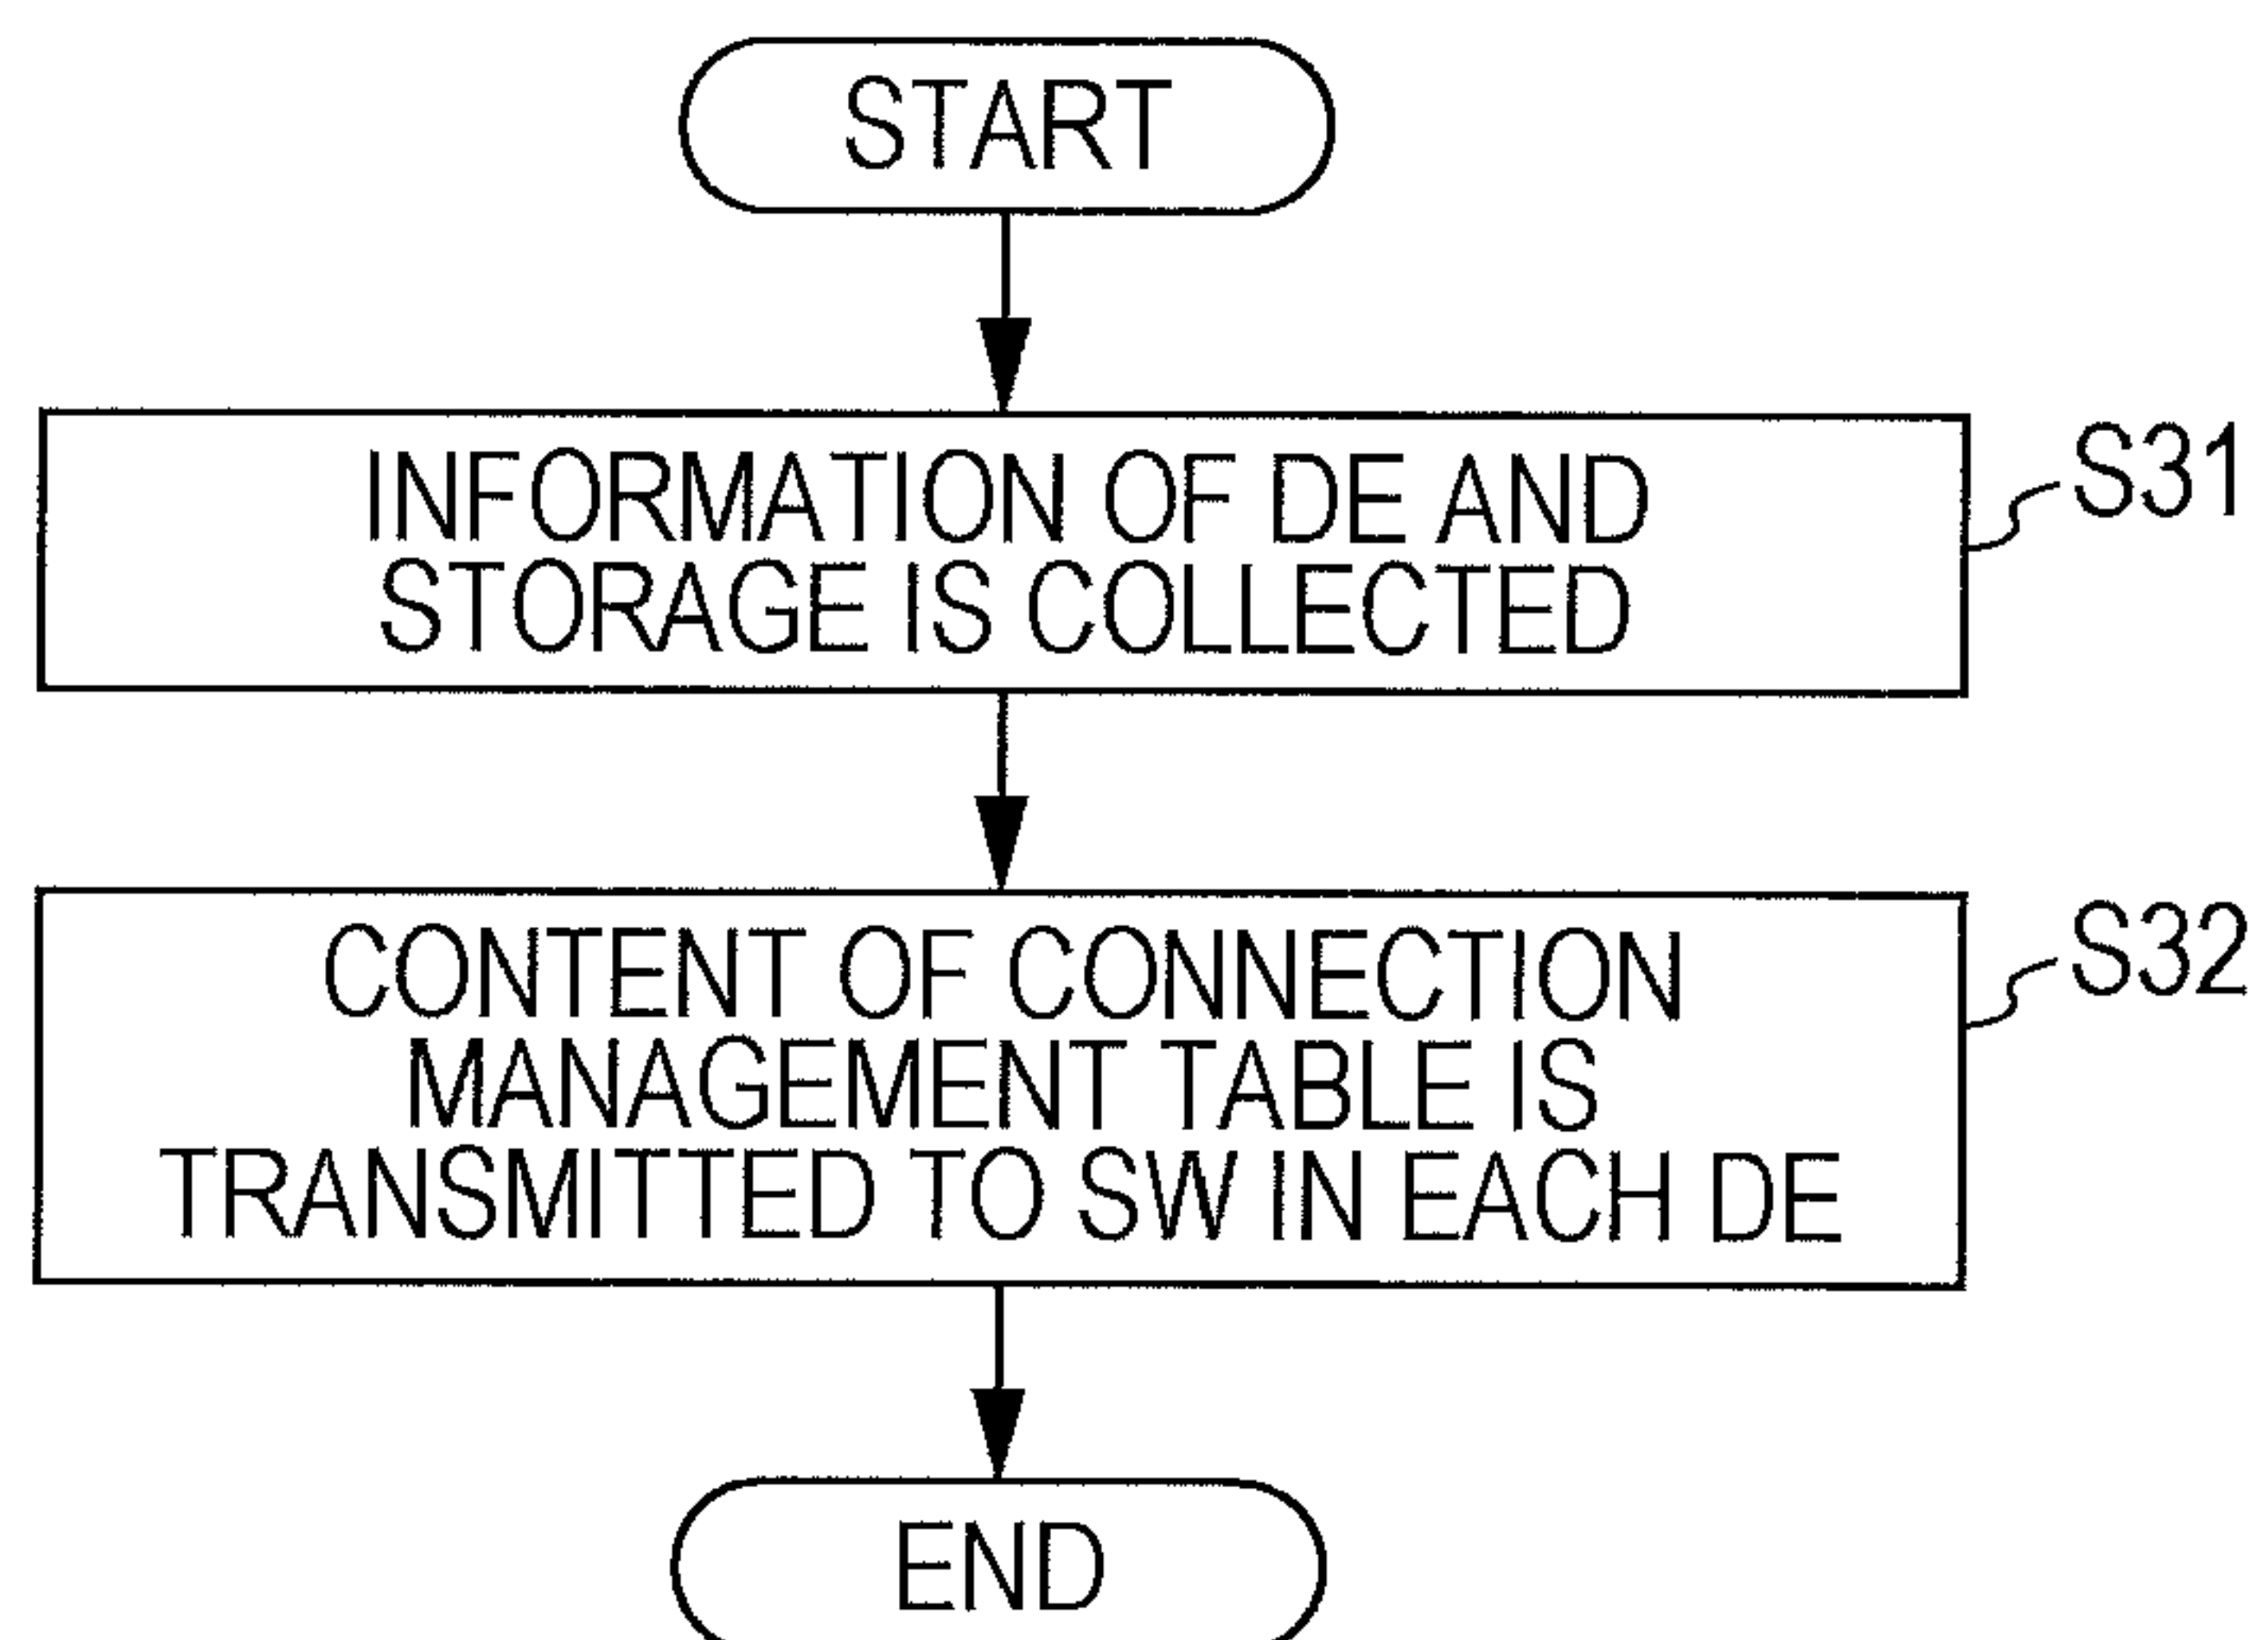 START
INFORMATION OF DE AND
STORAGE IS COLLECTED
S31
CONTENT OF CONNECTION
MANAGEMENT TABLE IS
TRANSMITTED TO SW IN EACH DE
S32
END